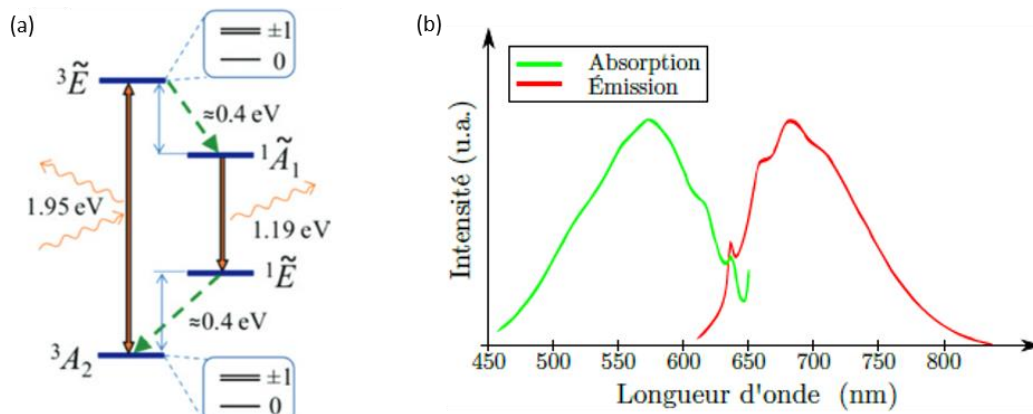 (a)
±1
0
³Ẽ
≈0.4 eV
¹Ã₁
1.95 eV
1.19 eV
¹Ẽ
≈0.4 eV
³A₂
±1
0
(b)
Absorption
Émission
Intensité (u.a.)
450 500 550 600 650 700 750 800
Longueur d'onde (nm)